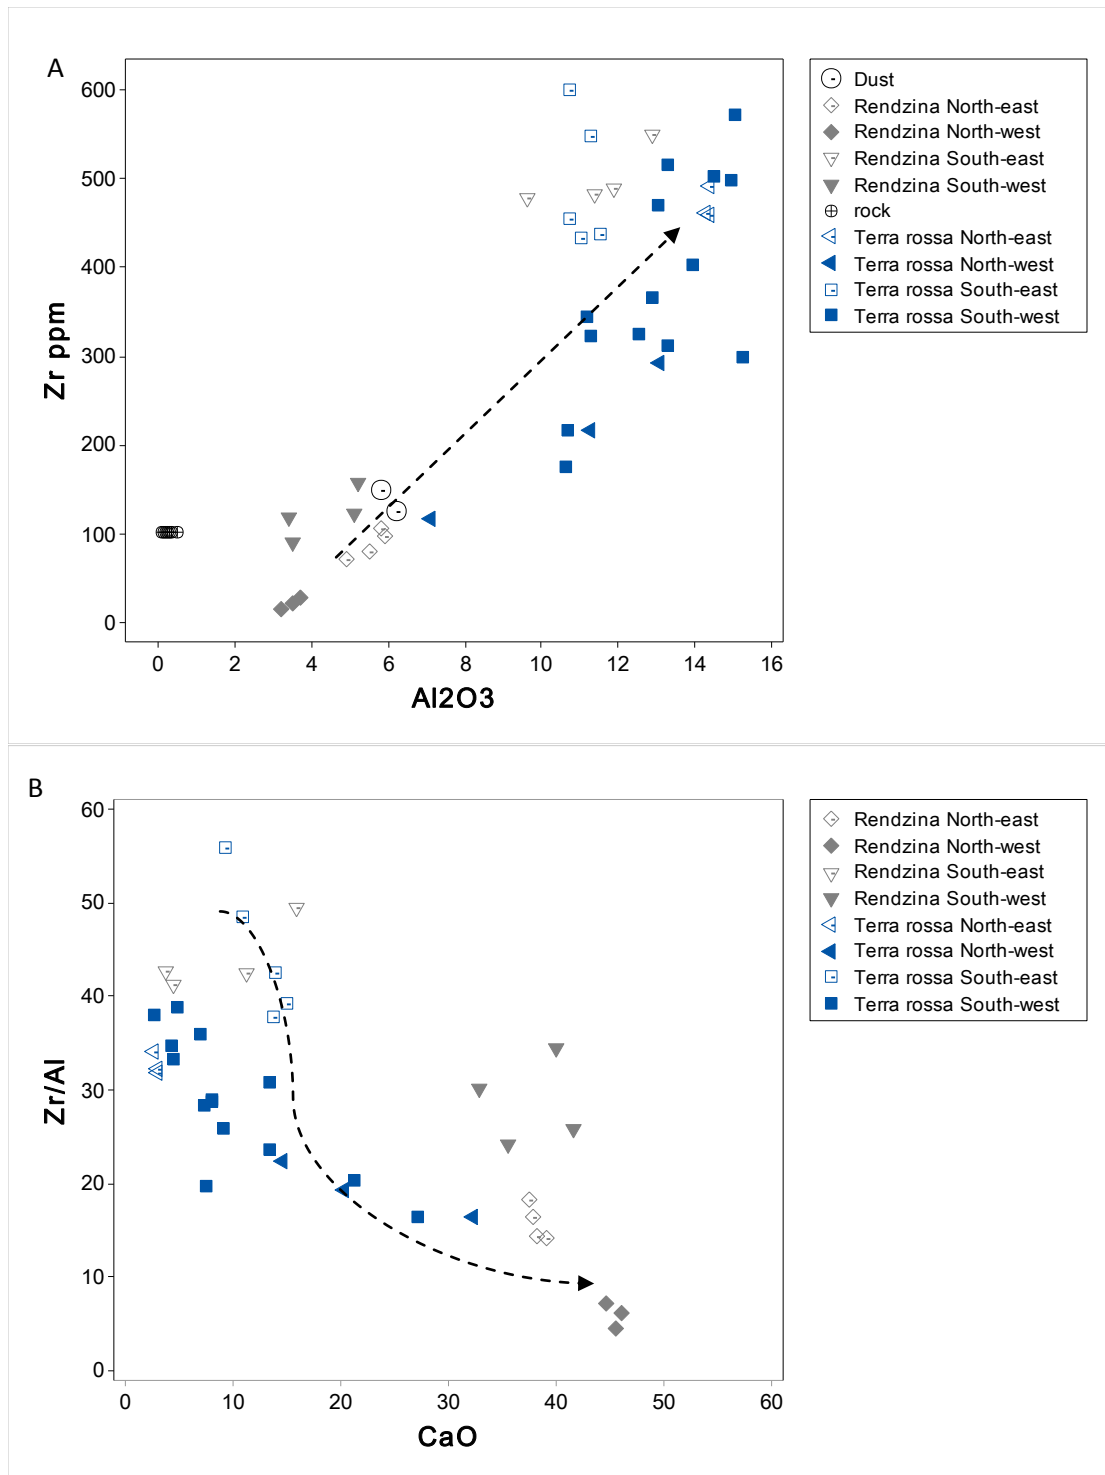 A
600
500
400
300
200
100
0
Zr ppm
0 2 4 6 8 10 12 14 16
Al2O3
Dust
Rendzina North-east
Rendzina North-west
Rendzina South-east
Rendzina South-west
rock
Terra rossa North-east
Terra rossa North-west
Terra rossa South-east
Terra rossa South-west
B
60
50
40
30
20
10
0
Zr/Al
0 10 20 30 40 50 60
CaO
Rendzina North-east
Rendzina North-west
Rendzina South-east
Rendzina South-west
Terra rossa North-east
Terra rossa North-west
Terra rossa South-east
Terra rossa South-west